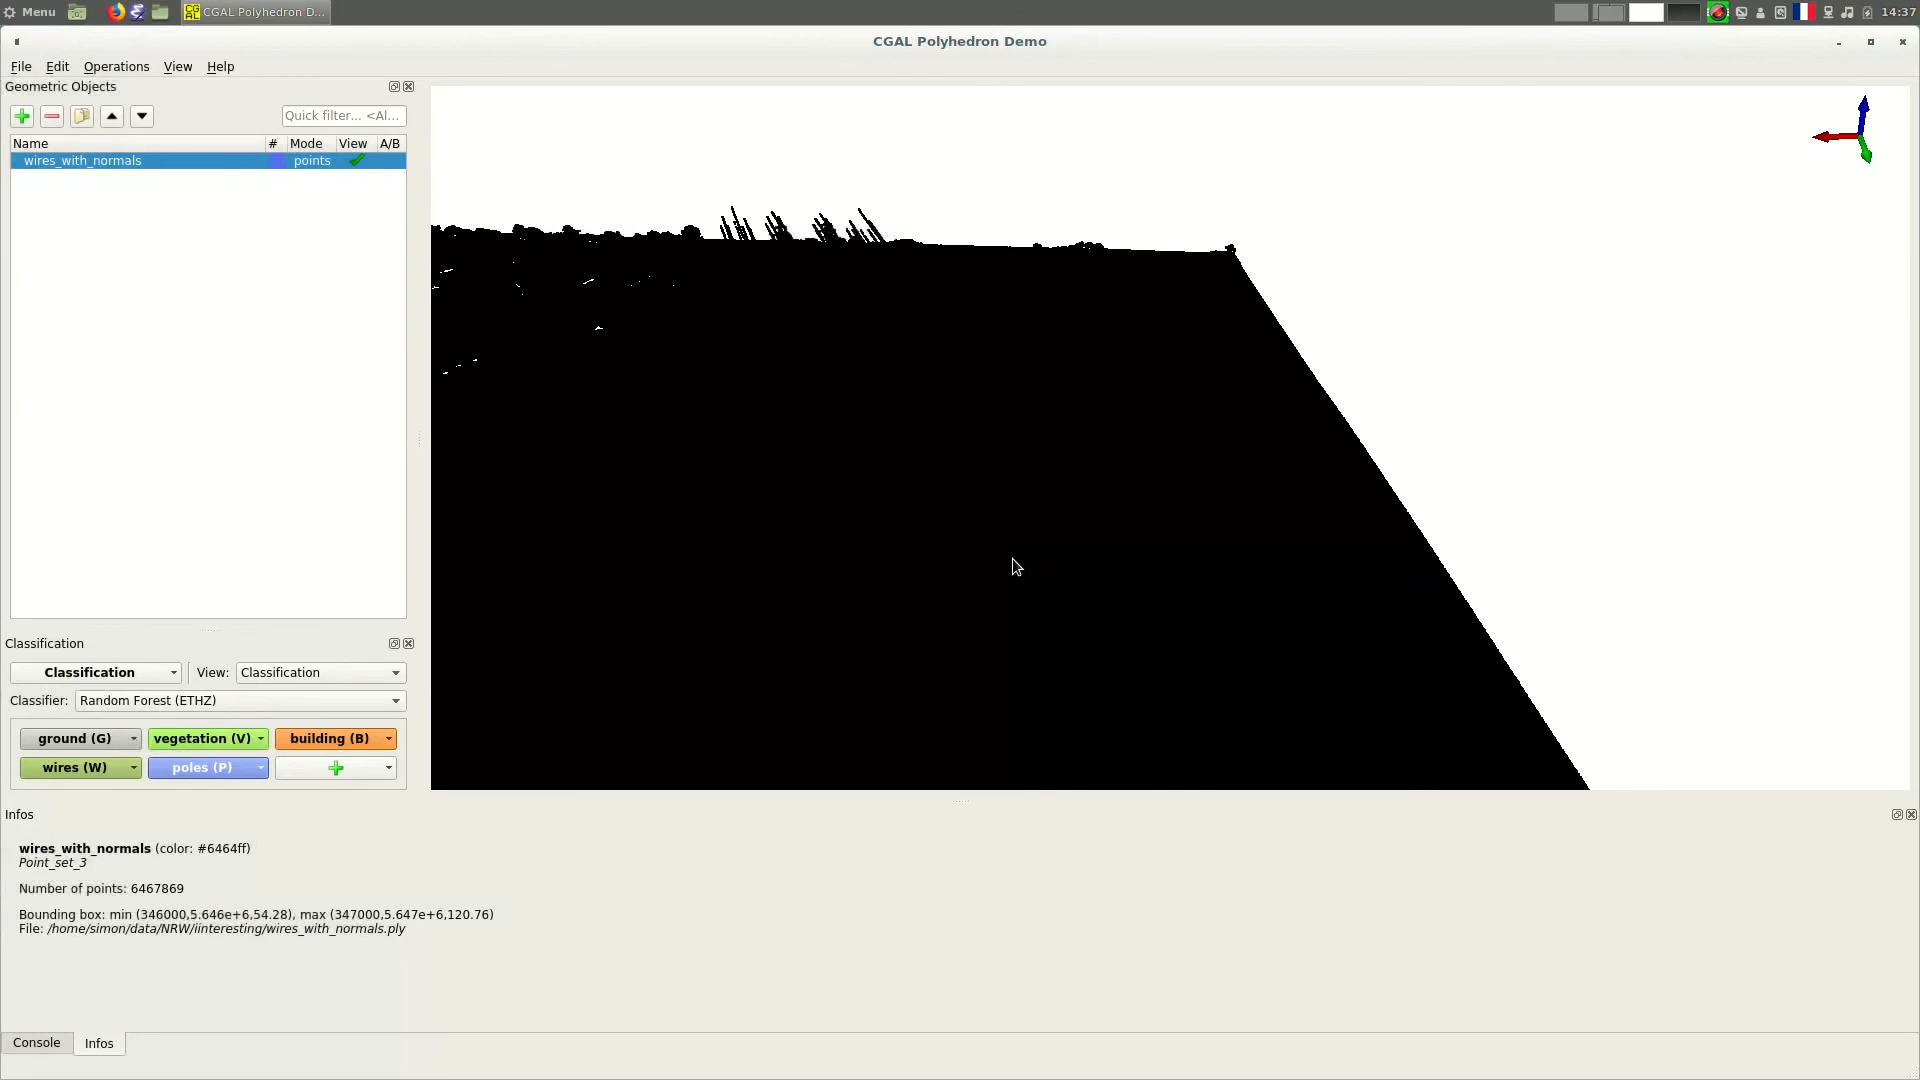 Menu CGAL Polyhedron D... 14:37
CGAL Polyhedron Demo
File Edit Operations View Help
Geometric Objects
Quick filter... <Al...
Name # Mode View A/B
wires_with_normals points
Classification
Classification View: Classification
Classifier: Random Forest (ETHZ)
ground (G) vegetation (V) building (B)
wires (W) poles (P)
Infos
wires_with_normals (color: #6464ff)
Point_set_3
Number of points: 6467869
Bounding box: min (346000,5.646e+6,54.28), max (347000,5.647e+6,120.76)
File: /home/simon/data/NRW/iinteresting/wires_with_normals.ply
Console Infos